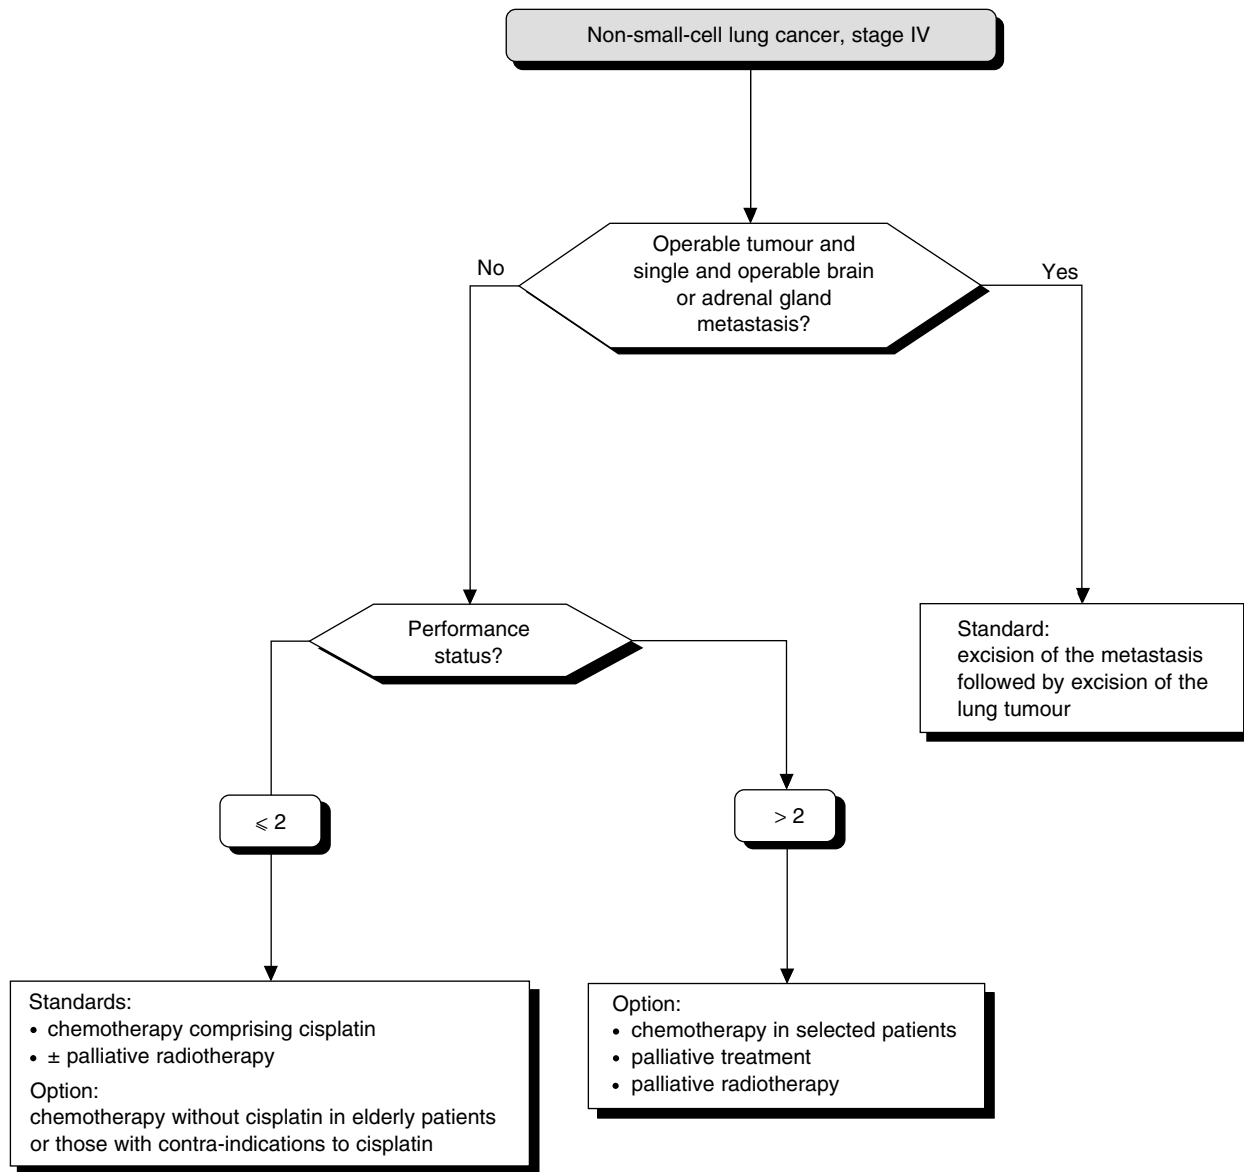 Non-small-cell lung cancer, stage IV
Operable tumour and
single and operable brain
or adrenal gland
metastasis?
No
Yes
Performance
status?
Standard:
excision of the metastasis
followed by excision of the
lung tumour
⩽ 2
> 2
Standards:
• chemotherapy comprising cisplatin
• ± palliative radiotherapy
Option:
chemotherapy without cisplatin in elderly patients
or those with contra-indications to cisplatin
Option:
• chemotherapy in selected patients
• palliative treatment
• palliative radiotherapy